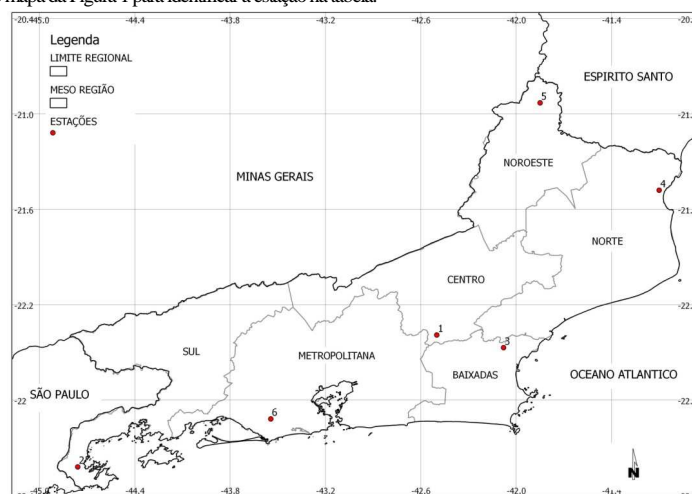 mapa da Figura 1 para identificar a estação na tabela.
-20.445.0
-44.4
-43.8
-43.2
-42.6
-42.0
-41.4
Legenda
LIMITE REGIONAL
MESO REGIÃO
ESTAÇÕES
ESPIRITO SANTO
5
-21.0
NOROESTE
MINAS GERAIS
4
-21.6
NORTE
CENTRO
-22.2
1
3
SUL
METROPOLITANA
BAIXADAS
OCEANO ATLANTICO
SÃO PAULO
-22
6
2
N
-45.0
-44.4
-43.8
-43.2
-42.6
-42.0